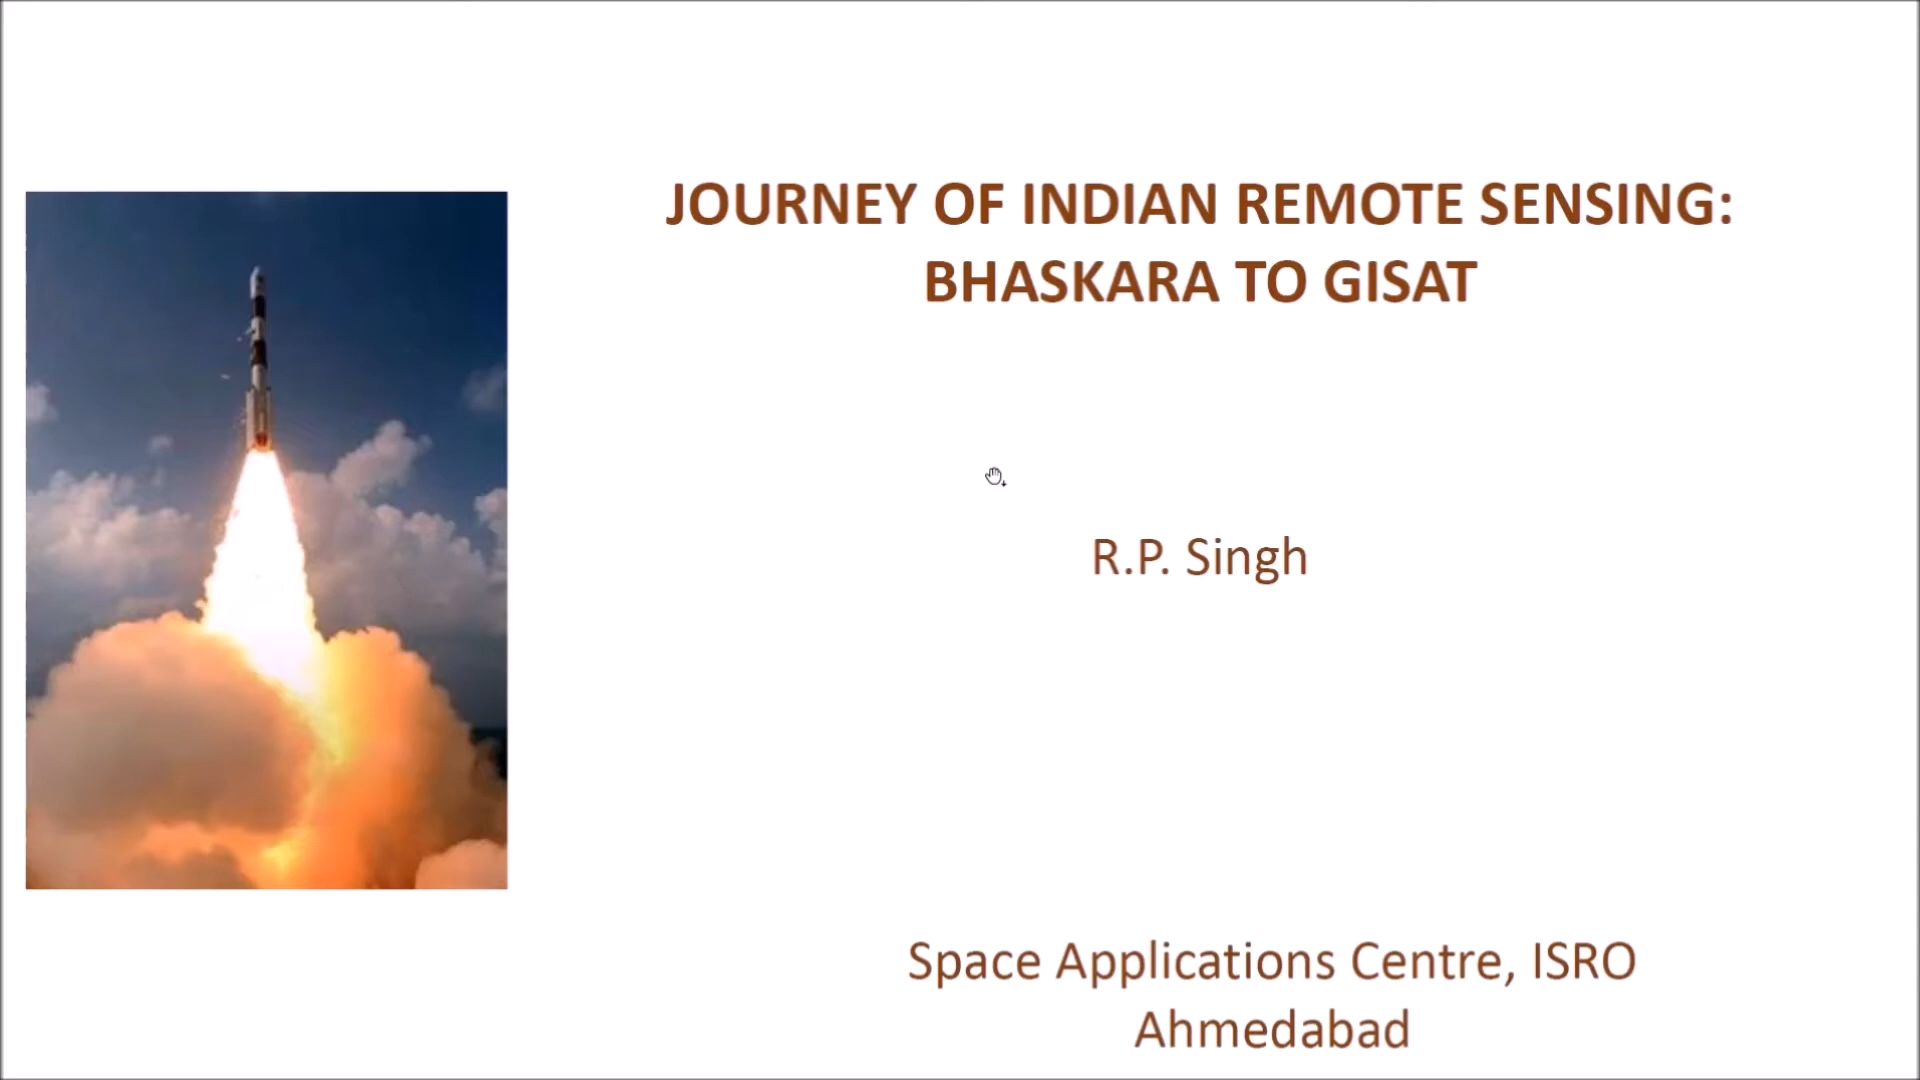 JOURNEY OF INDIAN REMOTE SENSING:
BHASKARA TO GISAT
R.P. Singh
Space Applications Centre, ISRO
Ahmedabad